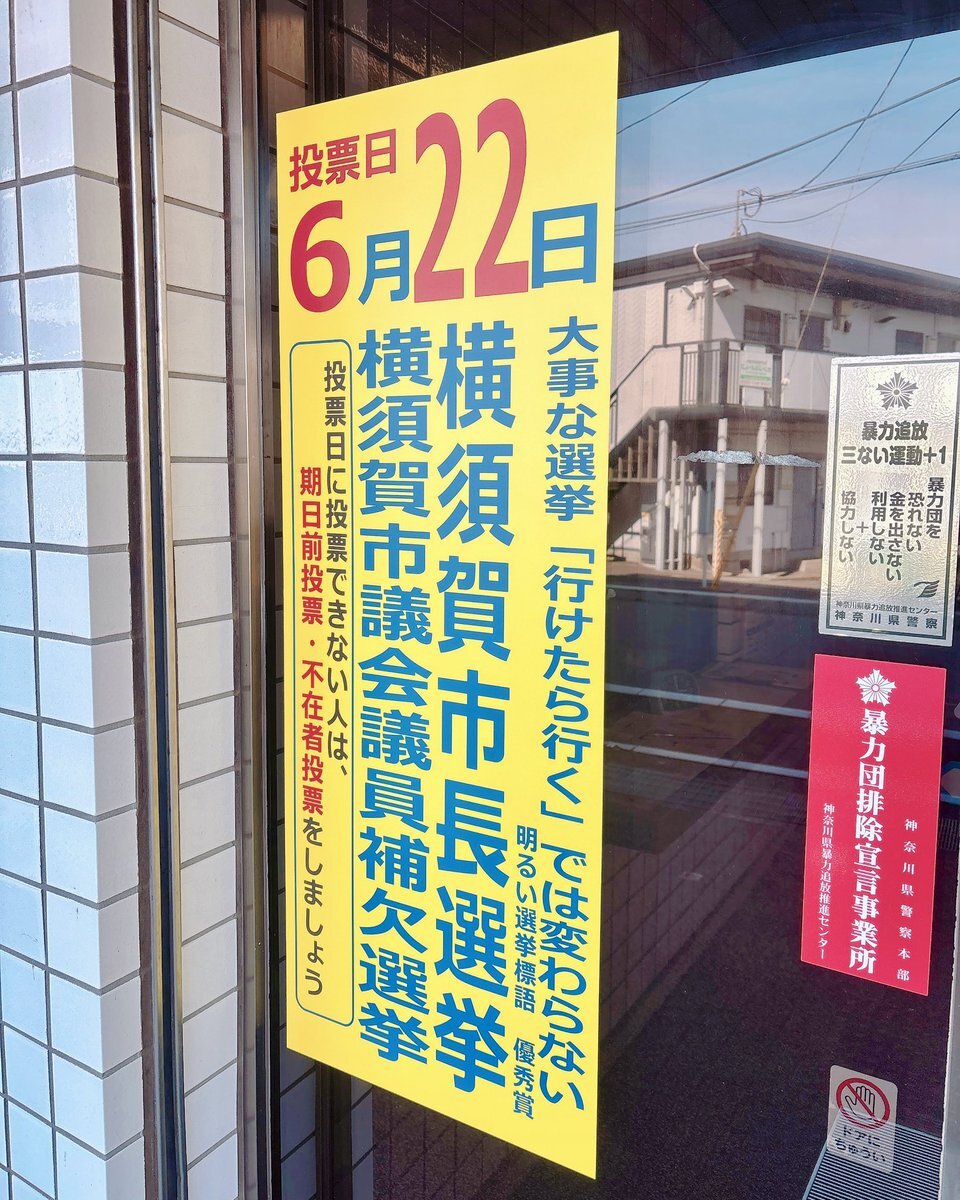 投票日
6月22日
大事な選挙「行けたら行く」では変わらない
明るい選挙標語　優秀賞
横須賀市長選挙
横須賀市議会議員補欠選挙
投票日に投票できない人は、
期日前投票・不在者投票をしましょう
暴力追放
三ない運動+1
暴力団を
恐れない
金を出さない
利用しない
+
協力しない
神奈川県暴力追放推進センター
神奈川県警察
神奈川県警察本部
暴力団排除宣言事業所
神奈川県暴力追放推進センター
ドアに
ちゅうい